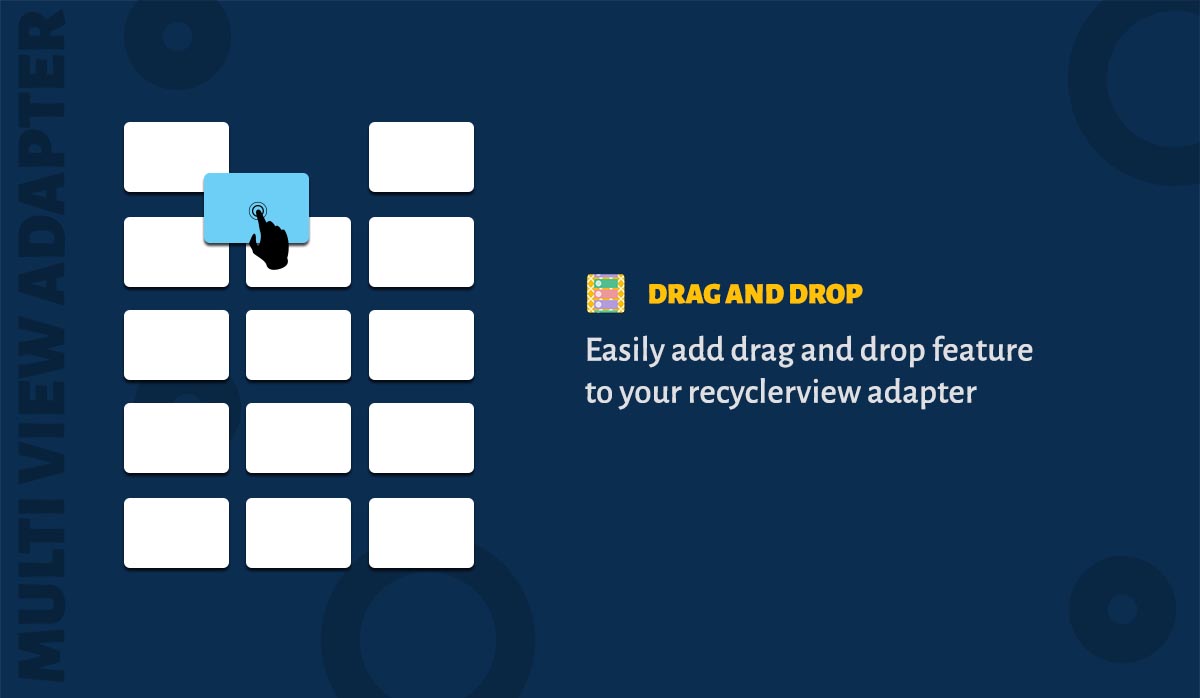 MULTI VIEW ADAPTER
DRAG AND DROP
Easily add drag and drop feature
to your recyclerview adapter